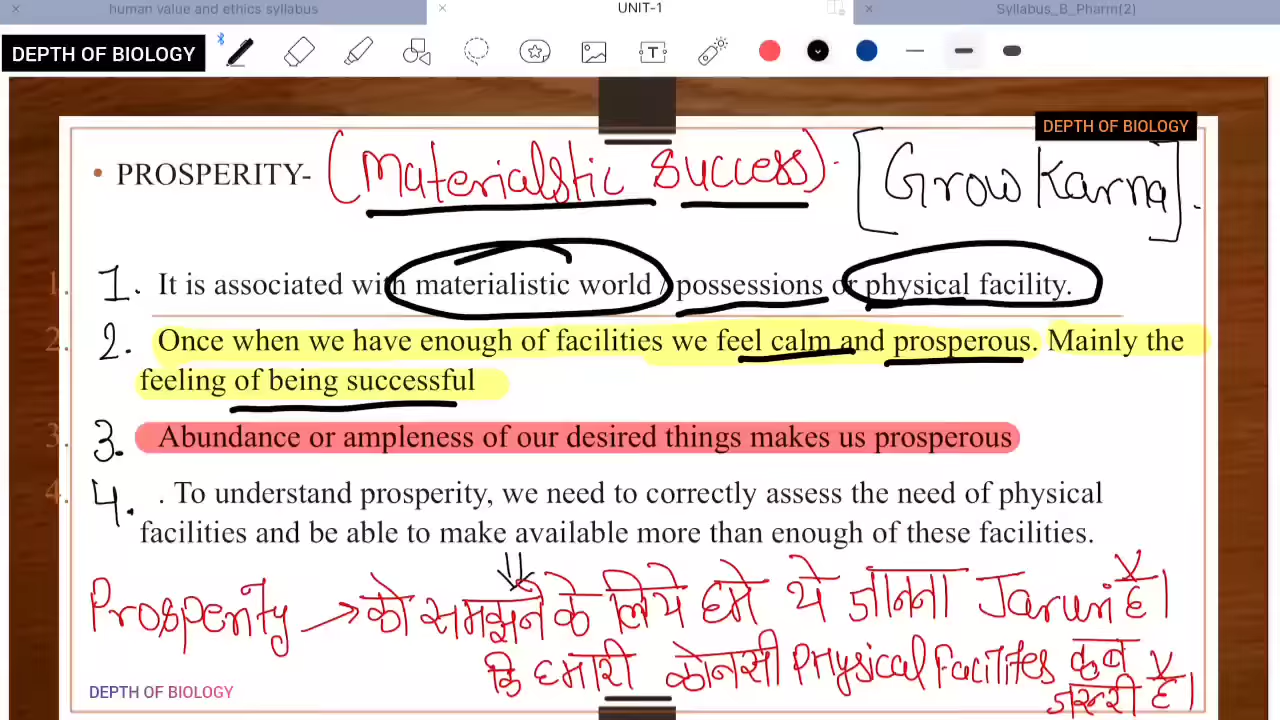 human value and ethics syllabus
UNIT-1
Syllabus_B_Pharm(2)
DEPTH OF BIOLOGY
DEPTH OF BIOLOGY
• PROSPERITY- (Materialstic Success). [Grow Karna].
1. 1. It is associated with materialistic world / possessions or physical facility.
2. 2. Once when we have enough of facilities we feel calm and prosperous. Mainly the
feeling of being successful
3. 3. Abundance or ampleness of our desired things makes us prosperous
4. 4. . To understand prosperity, we need to correctly assess the need of physical
facilities and be able to make available more than enough of these facilities.
Prosperity → को समझने के लिये हमे ये जानना Jaruri है।
कि हमारी कोनसी Physical Facilites कब
जरूरी है।
DEPTH OF BIOLOGY